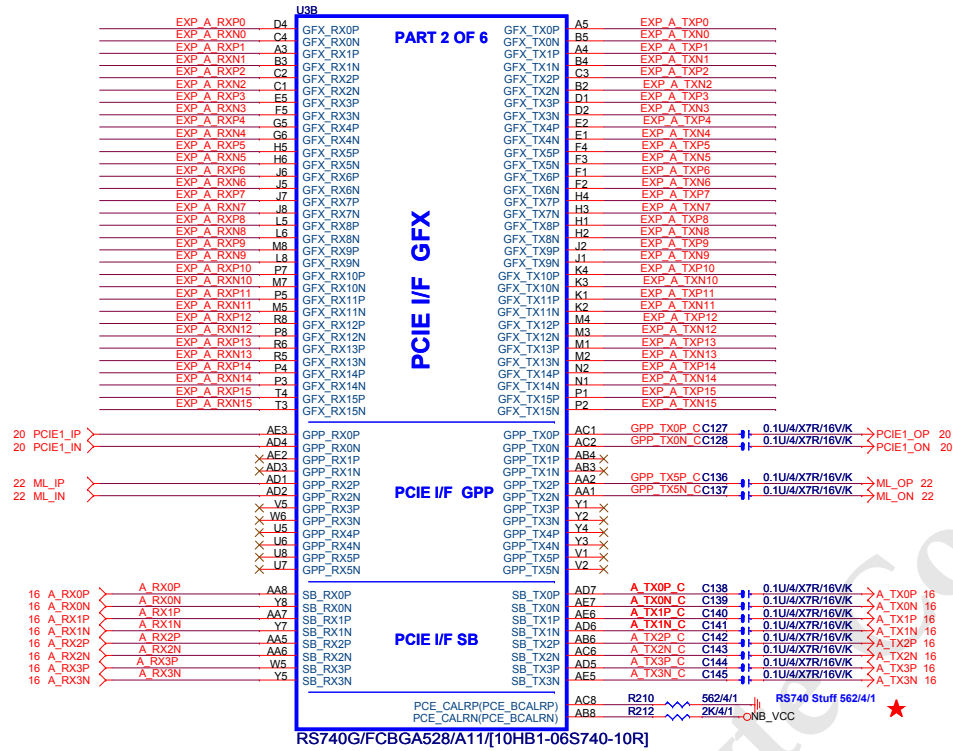 U3B
PART 2 OF 6
EXP_A_RXP0 D4 GFX_RX0P GFX_TX0P A5 EXP_A_TXP0
EXP_A_RXN0 C4 GFX_RX0N GFX_TX0N B5 EXP_A_TXN0
EXP_A_RXP1 A3 GFX_RX1P GFX_TX1P A4 EXP_A_TXP1
EXP_A_RXN1 B3 GFX_RX1N GFX_TX1N B4 EXP_A_TXN1
EXP_A_RXP2 C2 GFX_RX2P GFX_TX2P C3 EXP_A_TXP2
EXP_A_RXN2 C1 GFX_RX2N GFX_TX2N B2 EXP_A_TXN2
EXP_A_RXP3 E5 GFX_RX3P GFX_TX3P D1 EXP_A_TXP3
EXP_A_RXN3 F5 GFX_RX3N GFX_TX3N D2 EXP_A_TXN3
EXP_A_RXP4 G5 GFX_RX4P GFX_TX4P E2 EXP_A_TXP4
EXP_A_RXN4 G6 GFX_RX4N GFX_TX4N E1 EXP_A_TXN4
EXP_A_RXP5 H5 GFX_RX5P GFX_TX5P F4 EXP_A_TXP5
EXP_A_RXN5 H6 GFX_RX5N GFX_TX5N F3 EXP_A_TXN5
EXP_A_RXP6 J6 GFX_RX6P GFX_TX6P F1 EXP_A_TXP6
EXP_A_RXN6 J5 GFX_RX6N GFX_TX6N F2 EXP_A_TXN6
EXP_A_RXP7 J7 GFX_RX7P GFX_TX7P H4 EXP_A_TXP7
EXP_A_RXN7 J8 GFX_RX7N GFX_TX7N H3 EXP_A_TXN7
EXP_A_RXP8 L5 GFX_RX8P GFX_TX8P H1 EXP_A_TXP8
EXP_A_RXN8 L6 GFX_RX8N GFX_TX8N H2 EXP_A_TXN8
EXP_A_RXP9 M8 GFX_RX9P GFX_TX9P J2 EXP_A_TXP9
EXP_A_RXN9 L8 GFX_RX9N GFX_TX9N J1 EXP_A_TXN9
EXP_A_RXP10 P7 GFX_RX10P GFX_TX10P K4 EXP_A_TXP10
EXP_A_RXN10 M7 GFX_RX10N GFX_TX10N K3 EXP_A_TXN10
EXP_A_RXP11 P5 GFX_RX11P GFX_TX11P K1 EXP_A_TXP11
EXP_A_RXN11 M5 GFX_RX11N GFX_TX11N K2 EXP_A_TXN11
EXP_A_RXP12 R8 GFX_RX12P GFX_TX12P M4 EXP_A_TXP12
EXP_A_RXN12 P8 GFX_RX12N GFX_TX12N M3 EXP_A_TXN12
EXP_A_RXP13 R6 GFX_RX13P GFX_TX13P M1 EXP_A_TXP13
EXP_A_RXN13 R5 GFX_RX13N GFX_TX13N M2 EXP_A_TXN13
EXP_A_RXP14 P4 GFX_RX14P GFX_TX14P N2 EXP_A_TXP14
EXP_A_RXN14 P3 GFX_RX14N GFX_TX14N N1 EXP_A_TXN14
EXP_A_RXP15 T4 GFX_RX15P GFX_TX15P P1 EXP_A_TXP15
EXP_A_RXN15 T3 GFX_RX15N GFX_TX15N P2 EXP_A_TXN15
PCIE I/F GFX
20 PCIE1_IP AE3 GPP_RX0P GPP_TX0P AC1 GPP_TX0P_C C127 0.1U/4/X7R/16V/K PCIE1_OP 20
20 PCIE1_IN AD4 GPP_RX0N GPP_TX0N AC2 GPP_TX0N_C C128 0.1U/4/X7R/16V/K PCIE1_ON 20
AE2 GPP_RX1P GPP_TX1P AB4
AD3 GPP_RX1N GPP_TX1N AB3
22 ML_IP AD1 GPP_RX2P GPP_TX2P AA2 GPP_TX5P_C C136 0.1U/4/X7R/16V/K ML_OP 22
22 ML_IN AD2 GPP_RX2N GPP_TX2N AA1 GPP_TX5N_C C137 0.1U/4/X7R/16V/K ML_ON 22
PCIE I/F GPP
V5 GPP_RX3P GPP_TX3P Y1
W6 GPP_RX3N GPP_TX3N Y2
U5 GPP_RX4P GPP_TX4P Y4
U6 GPP_RX4N GPP_TX4N Y3
U8 GPP_RX5P GPP_TX5P V1
U7 GPP_RX5N GPP_TX5N V2
16 A_RX0P A_RX0P AA8 SB_RX0P SB_TX0P AD7 A_TX0P_C C138 0.1U/4/X7R/16V/K A_TX0P 16
16 A_RX0N A_RX0N Y8 SB_RX0N SB_TX0N AE7 A_TX0N_C C139 0.1U/4/X7R/16V/K A_TX0N 16
16 A_RX1P A_RX1P AA7 SB_RX1P SB_TX1P AE6 A_TX1P_C C140 0.1U/4/X7R/16V/K A_TX1P 16
16 A_RX1N A_RX1N Y7 SB_RX1N SB_TX1N AD6 A_TX1N_C C141 0.1U/4/X7R/16V/K A_TX1N 16
16 A_RX2P A_RX2P AA5 SB_RX2P SB_TX2P AB6 A_TX2P_C C142 0.1U/4/X7R/16V/K A_TX2P 16
16 A_RX2N A_RX2N AA6 SB_RX2N SB_TX2N AC6 A_TX2N_C C143 0.1U/4/X7R/16V/K A_TX2N 16
16 A_RX3P A_RX3P W5 SB_RX3P SB_TX3P AD5 A_TX3P_C C144 0.1U/4/X7R/16V/K A_TX3P 16
16 A_RX3N A_RX3N Y5 SB_RX3N SB_TX3N AE5 A_TX3N_C C145 0.1U/4/X7R/16V/K A_TX3N 16
PCIE I/F SB
PCE_CALRP(PCE_BCALRP) AC8 R210 562/4/1 RS740 Stuff 562/4/1
PCE_CALRN(PCE_BCALRN) AB8 R212 2K/4/1 NB_VCC
RS740G/FCBGA528/A11/[10HB1-06S740-10R]